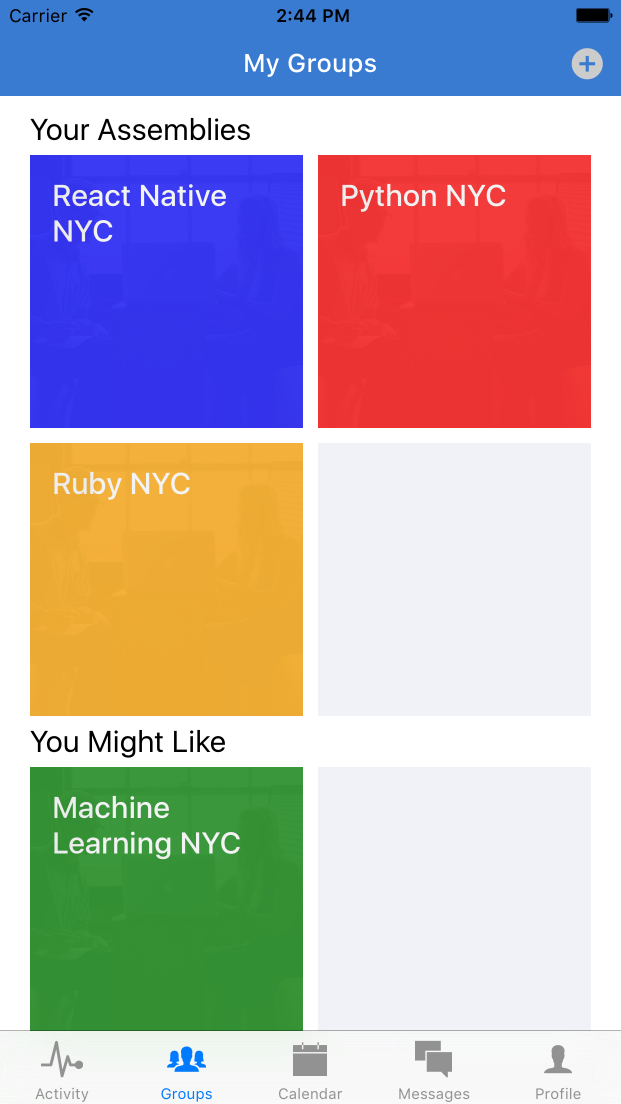 Carrier 2:44 PM
My Groups
Your Assemblies
React Native
NYC
Python NYC
Ruby NYC
You Might Like
Machine
Learning NYC
Activity Groups Calendar Messages Profile